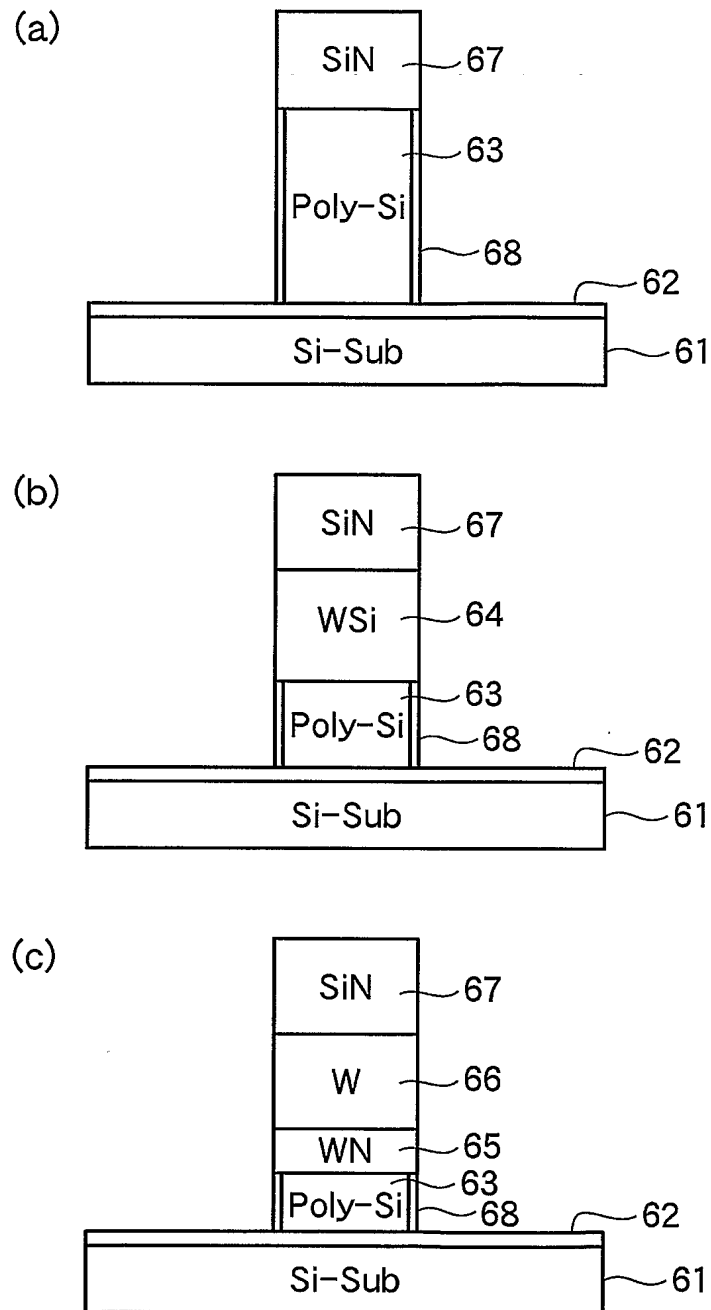 (a)
SiN 67
63
Poly-Si
68
62
Si-Sub 61
(b)
SiN 67
WSi 64
63
Poly-Si
68
62
Si-Sub 61
(c)
SiN 67
W 66
WN 65
63
Poly-Si 68
62
Si-Sub 61